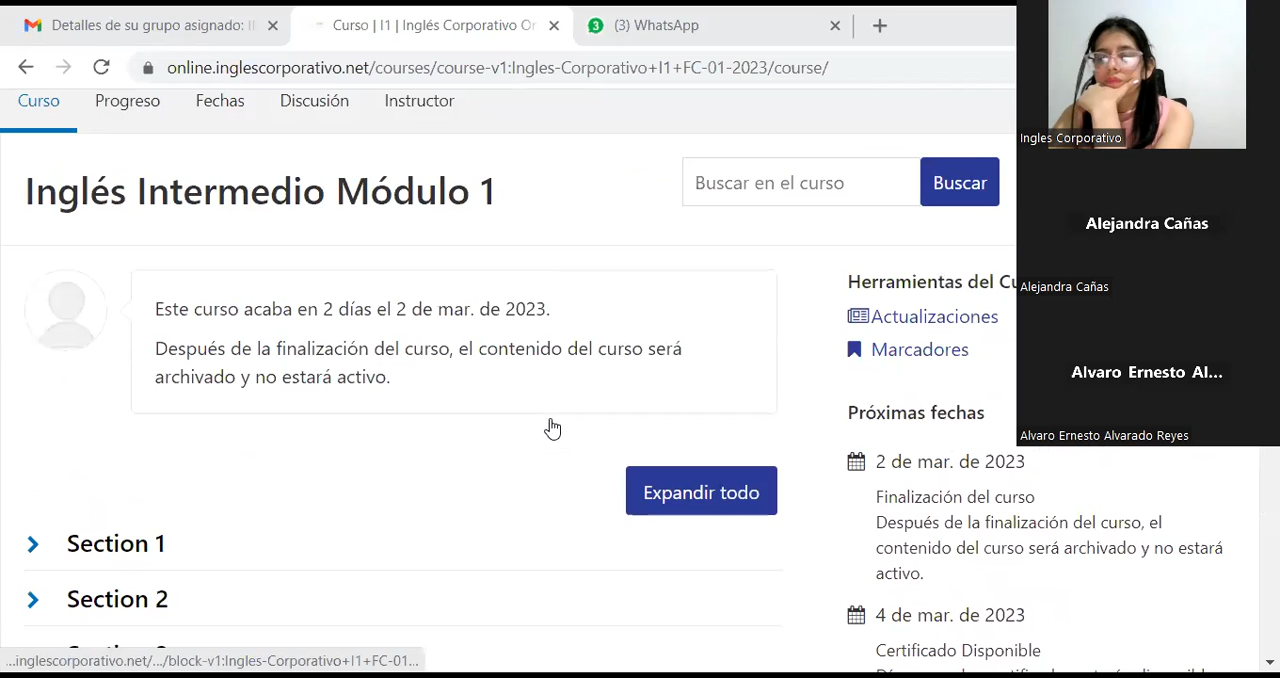 Detalles de su grupo asignado: I
Curso | I1 | Inglés Corporativo On
(3) WhatsApp
online.inglescorporativo.net/courses/course-v1:Ingles-Corporativo+I1+FC-01-2023/course/
Curso Progreso Fechas Discusión Instructor
Inglés Intermedio Módulo 1
Buscar en el curso
Buscar
Este curso acaba en 2 días el 2 de mar. de 2023.
Después de la finalización del curso, el contenido del curso será
archivado y no estará activo.
Expandir todo
Section 1
Section 2
...inglescorporativo.net/.../block-v1:Ingles-Corporativo+I1+FC-01...
Herramientas del Cu
Actualizaciones
Marcadores
Próximas fechas
2 de mar. de 2023
Finalización del curso
Después de la finalización del curso, el
contenido del curso será archivado y no estará
activo.
4 de mar. de 2023
Certificado Disponible
Ingles Corporativo
Alejandra Cañas
Alejandra Cañas
Alvaro Ernesto Al...
Alvaro Ernesto Alvarado Reyes